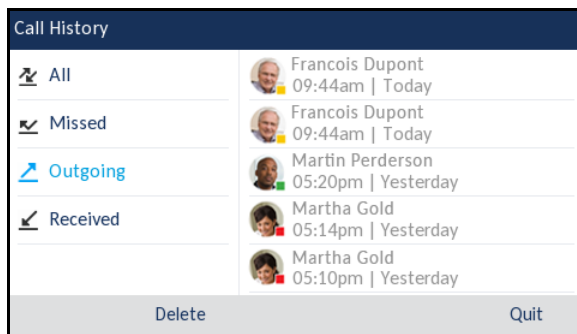 Call History
All
Missed
Outgoing
Received
Francois Dupont
09:44am | Today
Francois Dupont
09:44am | Today
Martin Perderson
05:20pm | Yesterday
Martha Gold
05:14pm | Yesterday
Martha Gold
05:10pm | Yesterday
Delete
Quit